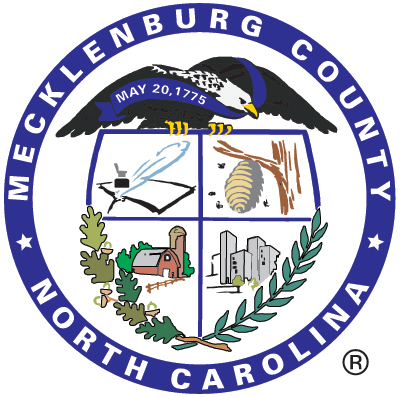 MECKLENBURG COUNTY
MAY 20, 1775
NORTH CAROLINA
®